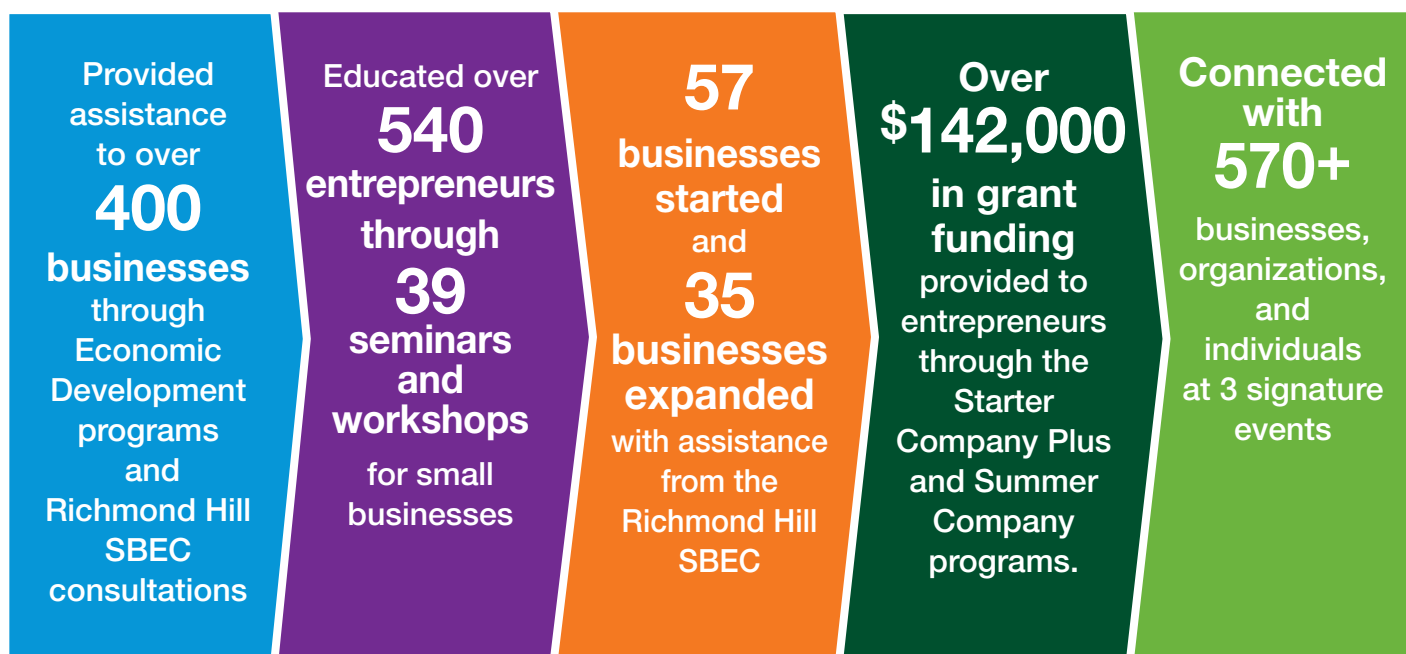 Provided
assistance
to over
400
businesses
through
Economic
Development
programs
and
Richmond Hill
SBEC
consultations
Educated over
540
entrepreneurs
through
39
seminars
and
workshops
for small
businesses
57
businesses
started
and
35
businesses
expanded
with assistance
from the
Richmond Hill
SBEC
Over
$142,000
in grant
funding
provided to
entrepreneurs
through the
Starter
Company Plus
and Summer
Company
programs.
Connected
with
570+
businesses,
organizations,
and
individuals
at 3 signature
events